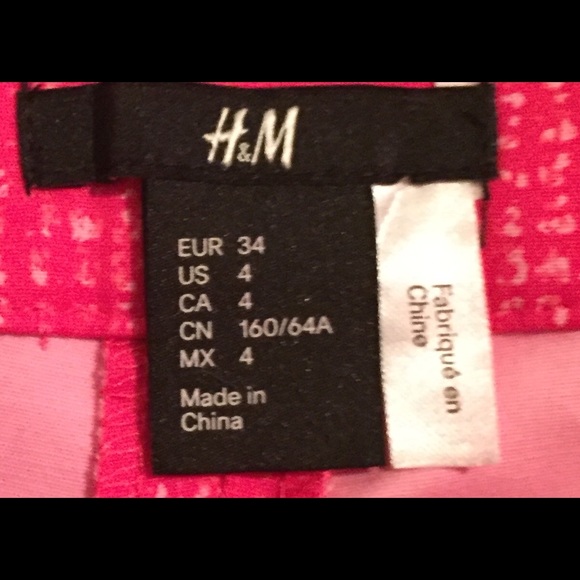 H&M
EUR 34
US 4
CA 4
CN 160/64A
MX 4
Made in
China
Fabriqué en
Chine